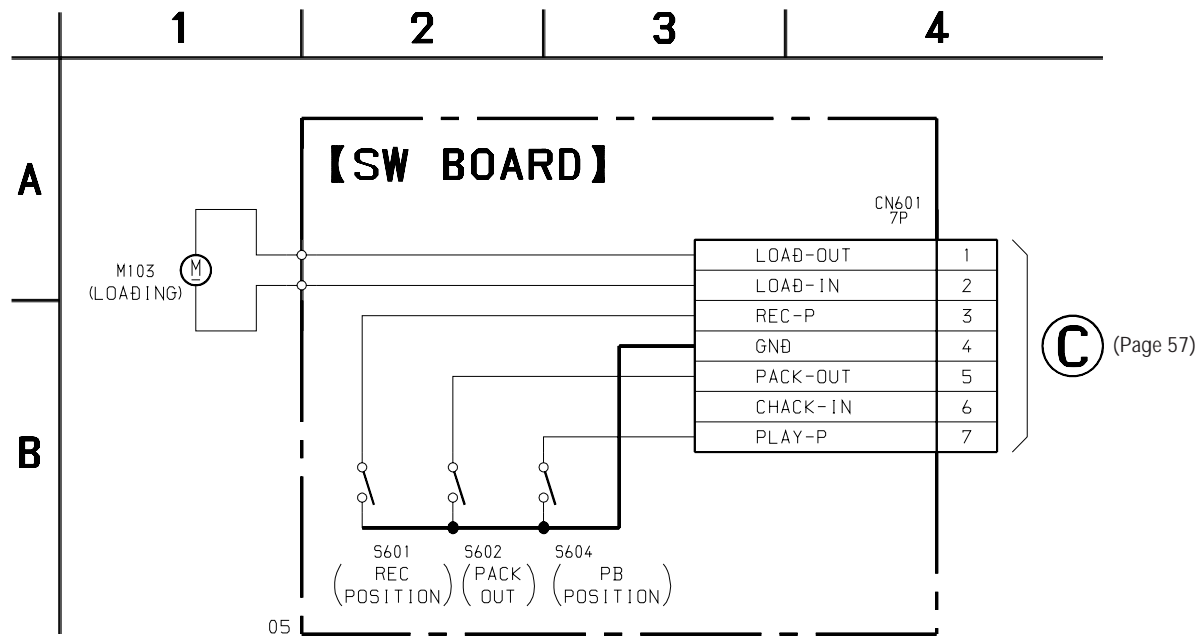 1 2 3 4
A
【SW BOARD】
CN601
7P
LOAD-OUT 1
LOAD-IN 2
REC-P 3
GND 4
PACK-OUT 5
CHACK-IN 6
PLAY-P 7
M
M103
(LOADING)
C (Page 57)
B
S601 S602 S604
(REC POSITION) (PACK OUT) (PB POSITION)
05